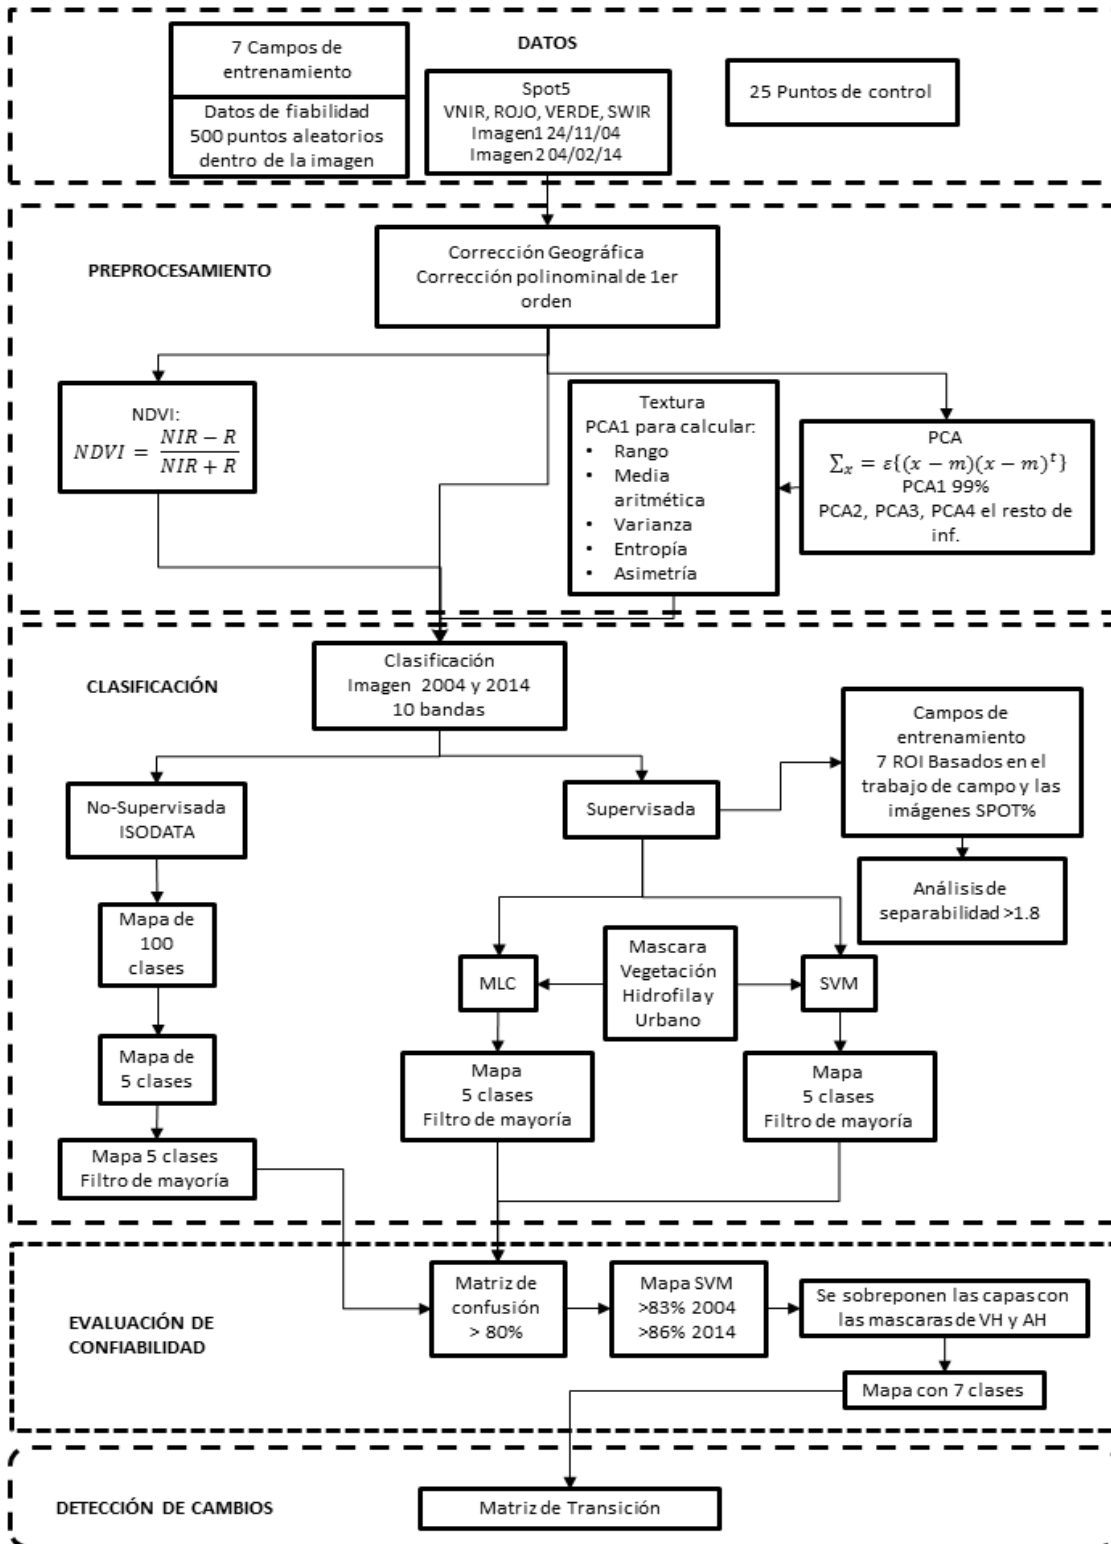 DATOS
7 Campos de
entrenamiento
Datos de fiabilidad
500 puntos aleatorios
dentro de la imagen
Spot5
VNIR, ROJO, VERDE, SWIR
Imagen1 24/11/04
Imagen 2 04/02/14
25 Puntos de control
PREPROCESAMIENTO
Corrección Geográfica
Corrección polinominal de 1er
orden
NDVI:
NDVI = (NIR − R) / (NIR + R)
Textura
PCA1 para calcular:
• Rango
• Media
aritmética
• Varianza
• Entropía
• Asimetría
PCA
∑x = ε{(x − m)(x − m)^t}
PCA1 99%
PCA2, PCA3, PCA4 el resto de
inf.
CLASIFICACIÓN
Clasificación
Imagen 2004 y 2014
10 bandas
No-Supervisada
ISODATA
Supervisada
Campos de
entrenamiento
7 ROI Basados en el
trabajo de campo y las
imágenes SPOT%
Análisis de
separabilidad >1.8
Mapa de
100
clases
Mapa de
5 clases
Mapa 5 clases
Filtro de mayoría
MLC
Mascara
Vegetación
Hidrofila y
Urbano
SVM
Mapa
5 clases
Filtro de mayoría
Mapa
5 clases
Filtro de mayoría
EVALUACIÓN DE
CONFIABILIDAD
Matriz de
confusión
> 80%
Mapa SVM
>83% 2004
>86% 2014
Se sobreponen las capas con
las mascaras de VH y AH
Mapa con 7 clases
DETECCIÓN DE CAMBIOS
Matriz de Transición